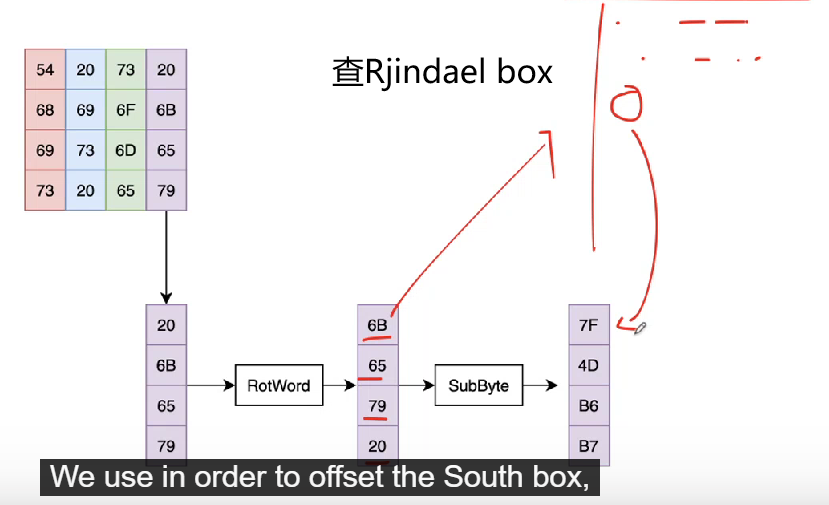 查Rjindael box
54 20 73 20
68 69 6F 6B
69 73 6D 65
73 20 65 79
20 6B 7F
6B 65 4D
RotWord SubByte
65 79 B6
79 20 B7
We use in order to offset the South box,